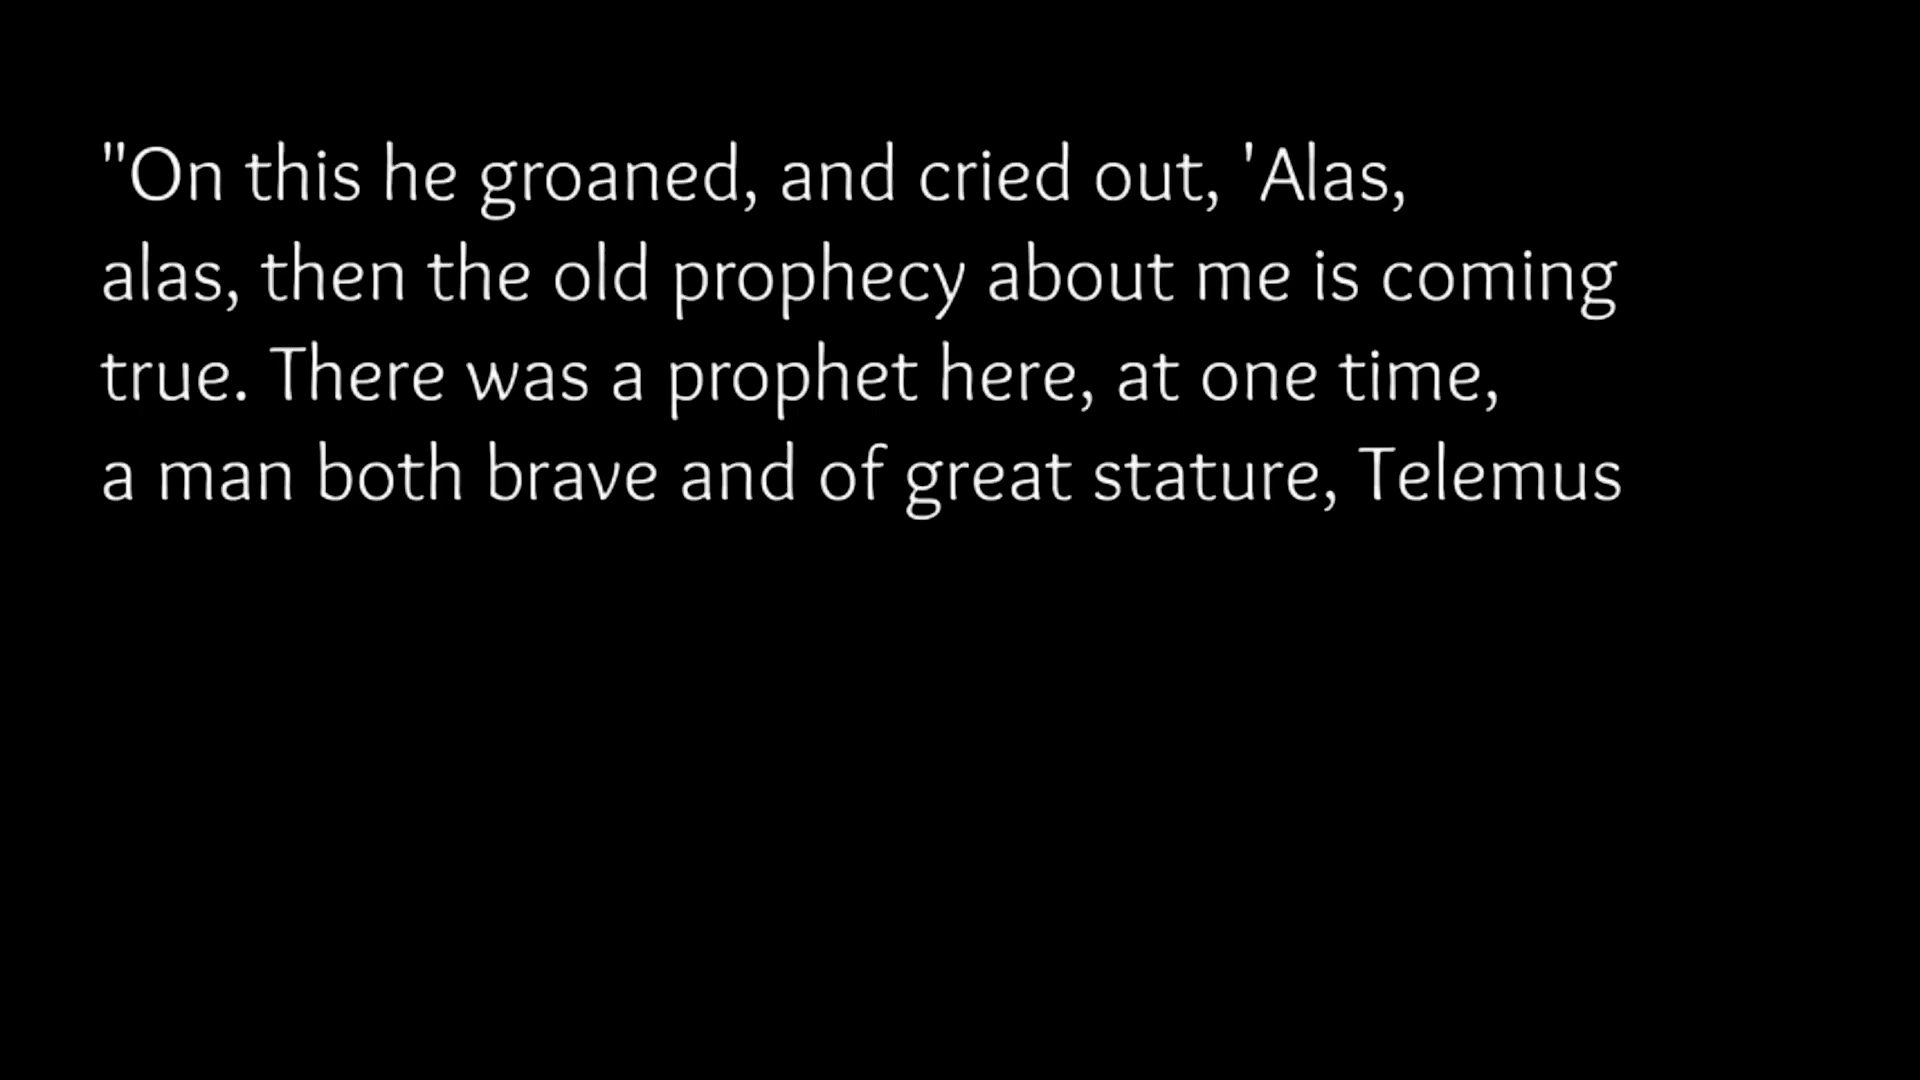 "On this he groaned, and cried out, 'Alas,
alas, then the old prophecy about me is coming
true. There was a prophet here, at one time,
a man both brave and of great stature, Telemus